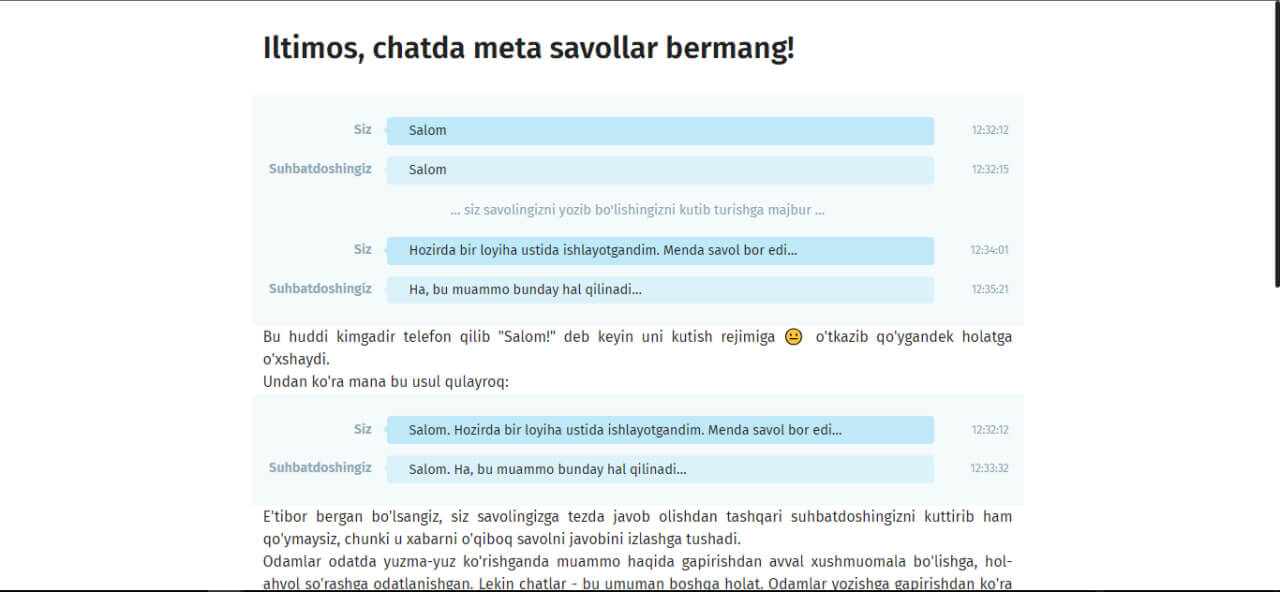 Iltimos, chatda meta savollar bermang!
Siz Salom 12:32:12
Suhbatdoshingiz Salom 12:32:15
... siz savolingizni yozib bo'lishingizni kutib turishga majbur ...
Siz Hozirda bir loyiha ustida ishlayotgandim. Menda savol bor edi... 12:34:01
Suhbatdoshingiz Ha, bu muammo bunday hal qilinadi... 12:35:21
Bu huddi kimgadir telefon qilib "Salom!" deb keyin uni kutish rejimiga 😐 o'tkazib qo'ygandek holatga
o'xshaydi.
Undan ko'ra mana bu usul qulayroq:
Siz Salom. Hozirda bir loyiha ustida ishlayotgandim. Menda savol bor edi... 12:32:12
Suhbatdoshingiz Salom. Ha, bu muammo bunday hal qilinadi... 12:33:32
E'tibor bergan bo'lsangiz, siz savolingizga tezda javob olishdan tashqari suhbatdoshingizni kuttirib ham
qo'ymaysiz, chunki u xabarni o'qiboq savolni javobini izlashga tushadi.
Odamlar odatda yuzma-yuz ko'rishganda muammo haqida gapirishdan avval xushmuomala bo'lishga, hol-
ahvol so'rashga odatlanishgan. Lekin chatlar - bu umuman boshqa holat. Odamlar yozishga gapirishdan ko'ra